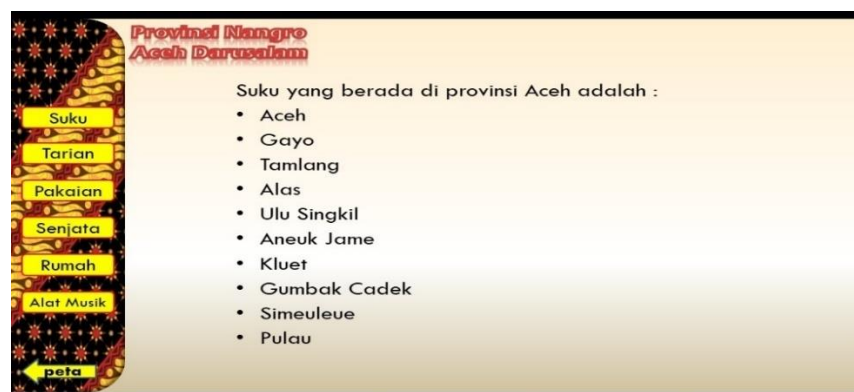 Provinsi Nangro
Aceh Darusalam
Suku yang berada di provinsi Aceh adalah :
• Aceh
• Gayo
• Tamlang
• Alas
• Ulu Singkil
• Aneuk Jame
• Kluet
• Gumbak Cadek
• Simeuleue
• Pulau
Suku
Tarian
Pakaian
Senjata
Rumah
Alat Musik
peta